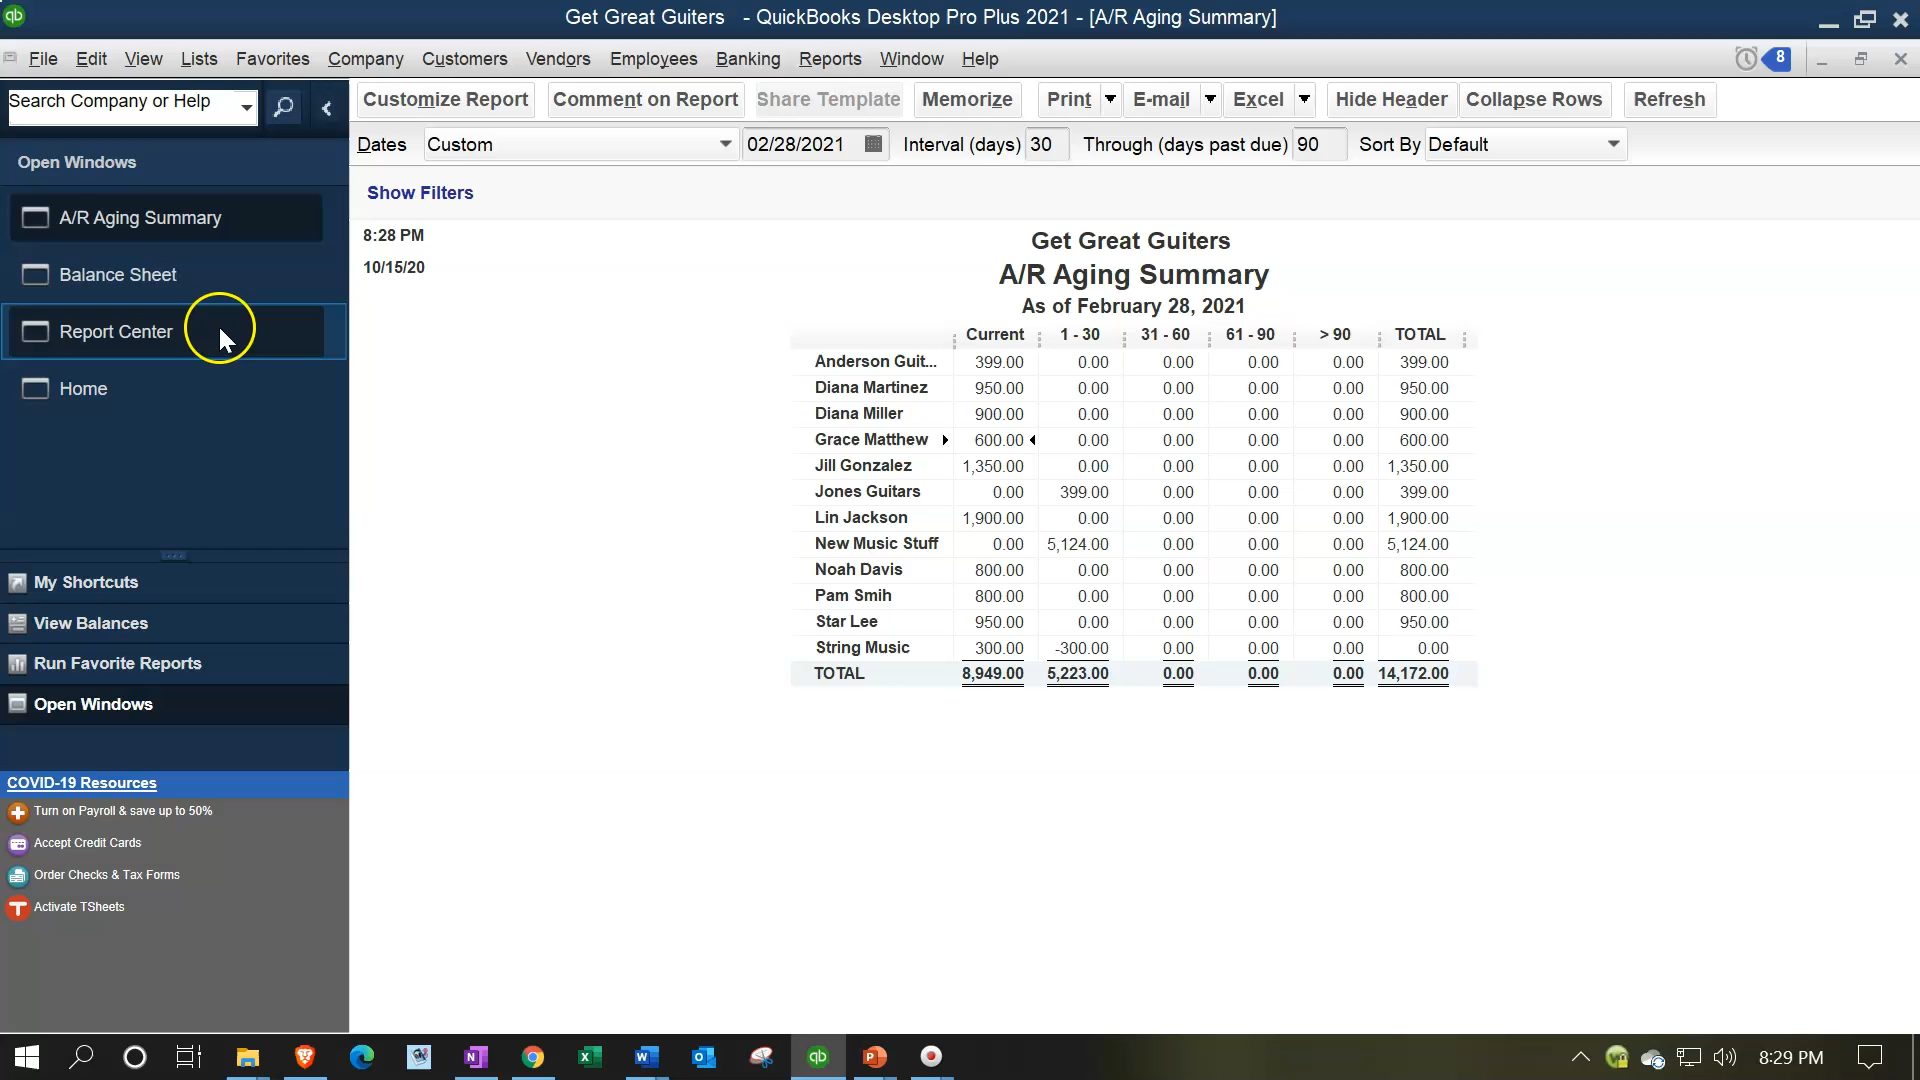 Get Great Guiters - QuickBooks Desktop Pro Plus 2021 - [A/R Aging Summary]
File Edit View Lists Favorites Company Customers Vendors Employees Banking Reports Window Help 8
Search Company or Help
Customize Report Comment on Report Share Template Memorize Print E-mail Excel Hide Header Collapse Rows Refresh
Dates Custom 02/28/2021 Interval (days) 30 Through (days past due) 90 Sort By Default
Show Filters
Open Windows
A/R Aging Summary
Balance Sheet
Report Center
Home
My Shortcuts
View Balances
Run Favorite Reports
Open Windows
COVID-19 Resources
Turn on Payroll & save up to 50%
Accept Credit Cards
Order Checks & Tax Forms
Activate TSheets
8:28 PM
10/15/20
Get Great Guiters
A/R Aging Summary
As of February 28, 2021
Current 1 - 30 31 - 60 61 - 90 > 90 TOTAL
Anderson Guit... 399.00 0.00 0.00 0.00 0.00 399.00
Diana Martinez 950.00 0.00 0.00 0.00 0.00 950.00
Diana Miller 900.00 0.00 0.00 0.00 0.00 900.00
Grace Matthew 600.00 0.00 0.00 0.00 0.00 600.00
Jill Gonzalez 1,350.00 0.00 0.00 0.00 0.00 1,350.00
Jones Guitars 0.00 399.00 0.00 0.00 0.00 399.00
Lin Jackson 1,900.00 0.00 0.00 0.00 0.00 1,900.00
New Music Stuff 0.00 5,124.00 0.00 0.00 0.00 5,124.00
Noah Davis 800.00 0.00 0.00 0.00 0.00 800.00
Pam Smih 800.00 0.00 0.00 0.00 0.00 800.00
Star Lee 950.00 0.00 0.00 0.00 0.00 950.00
String Music 300.00 -300.00 0.00 0.00 0.00 0.00
TOTAL 8,949.00 5,223.00 0.00 0.00 0.00 14,172.00
8:29 PM